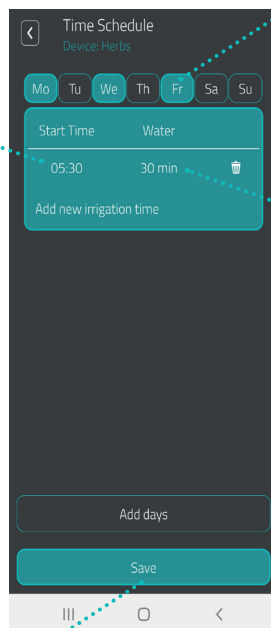 Time Schedule
Device: Herbs
Mo Tu We Th Fr Sa Su
Start Time Water
05:30 30 min
Add new irrigation time
Add days
Save